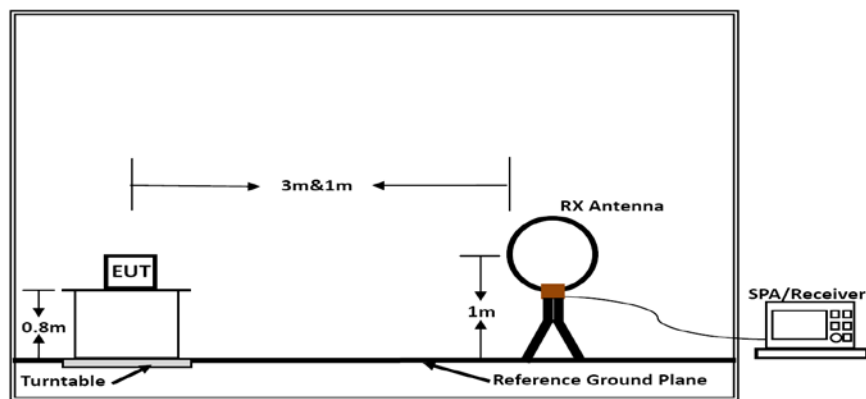 3m&1m
RX Antenna
EUT
0.8m
1m
SPA/Receiver
Turntable
Reference Ground Plane